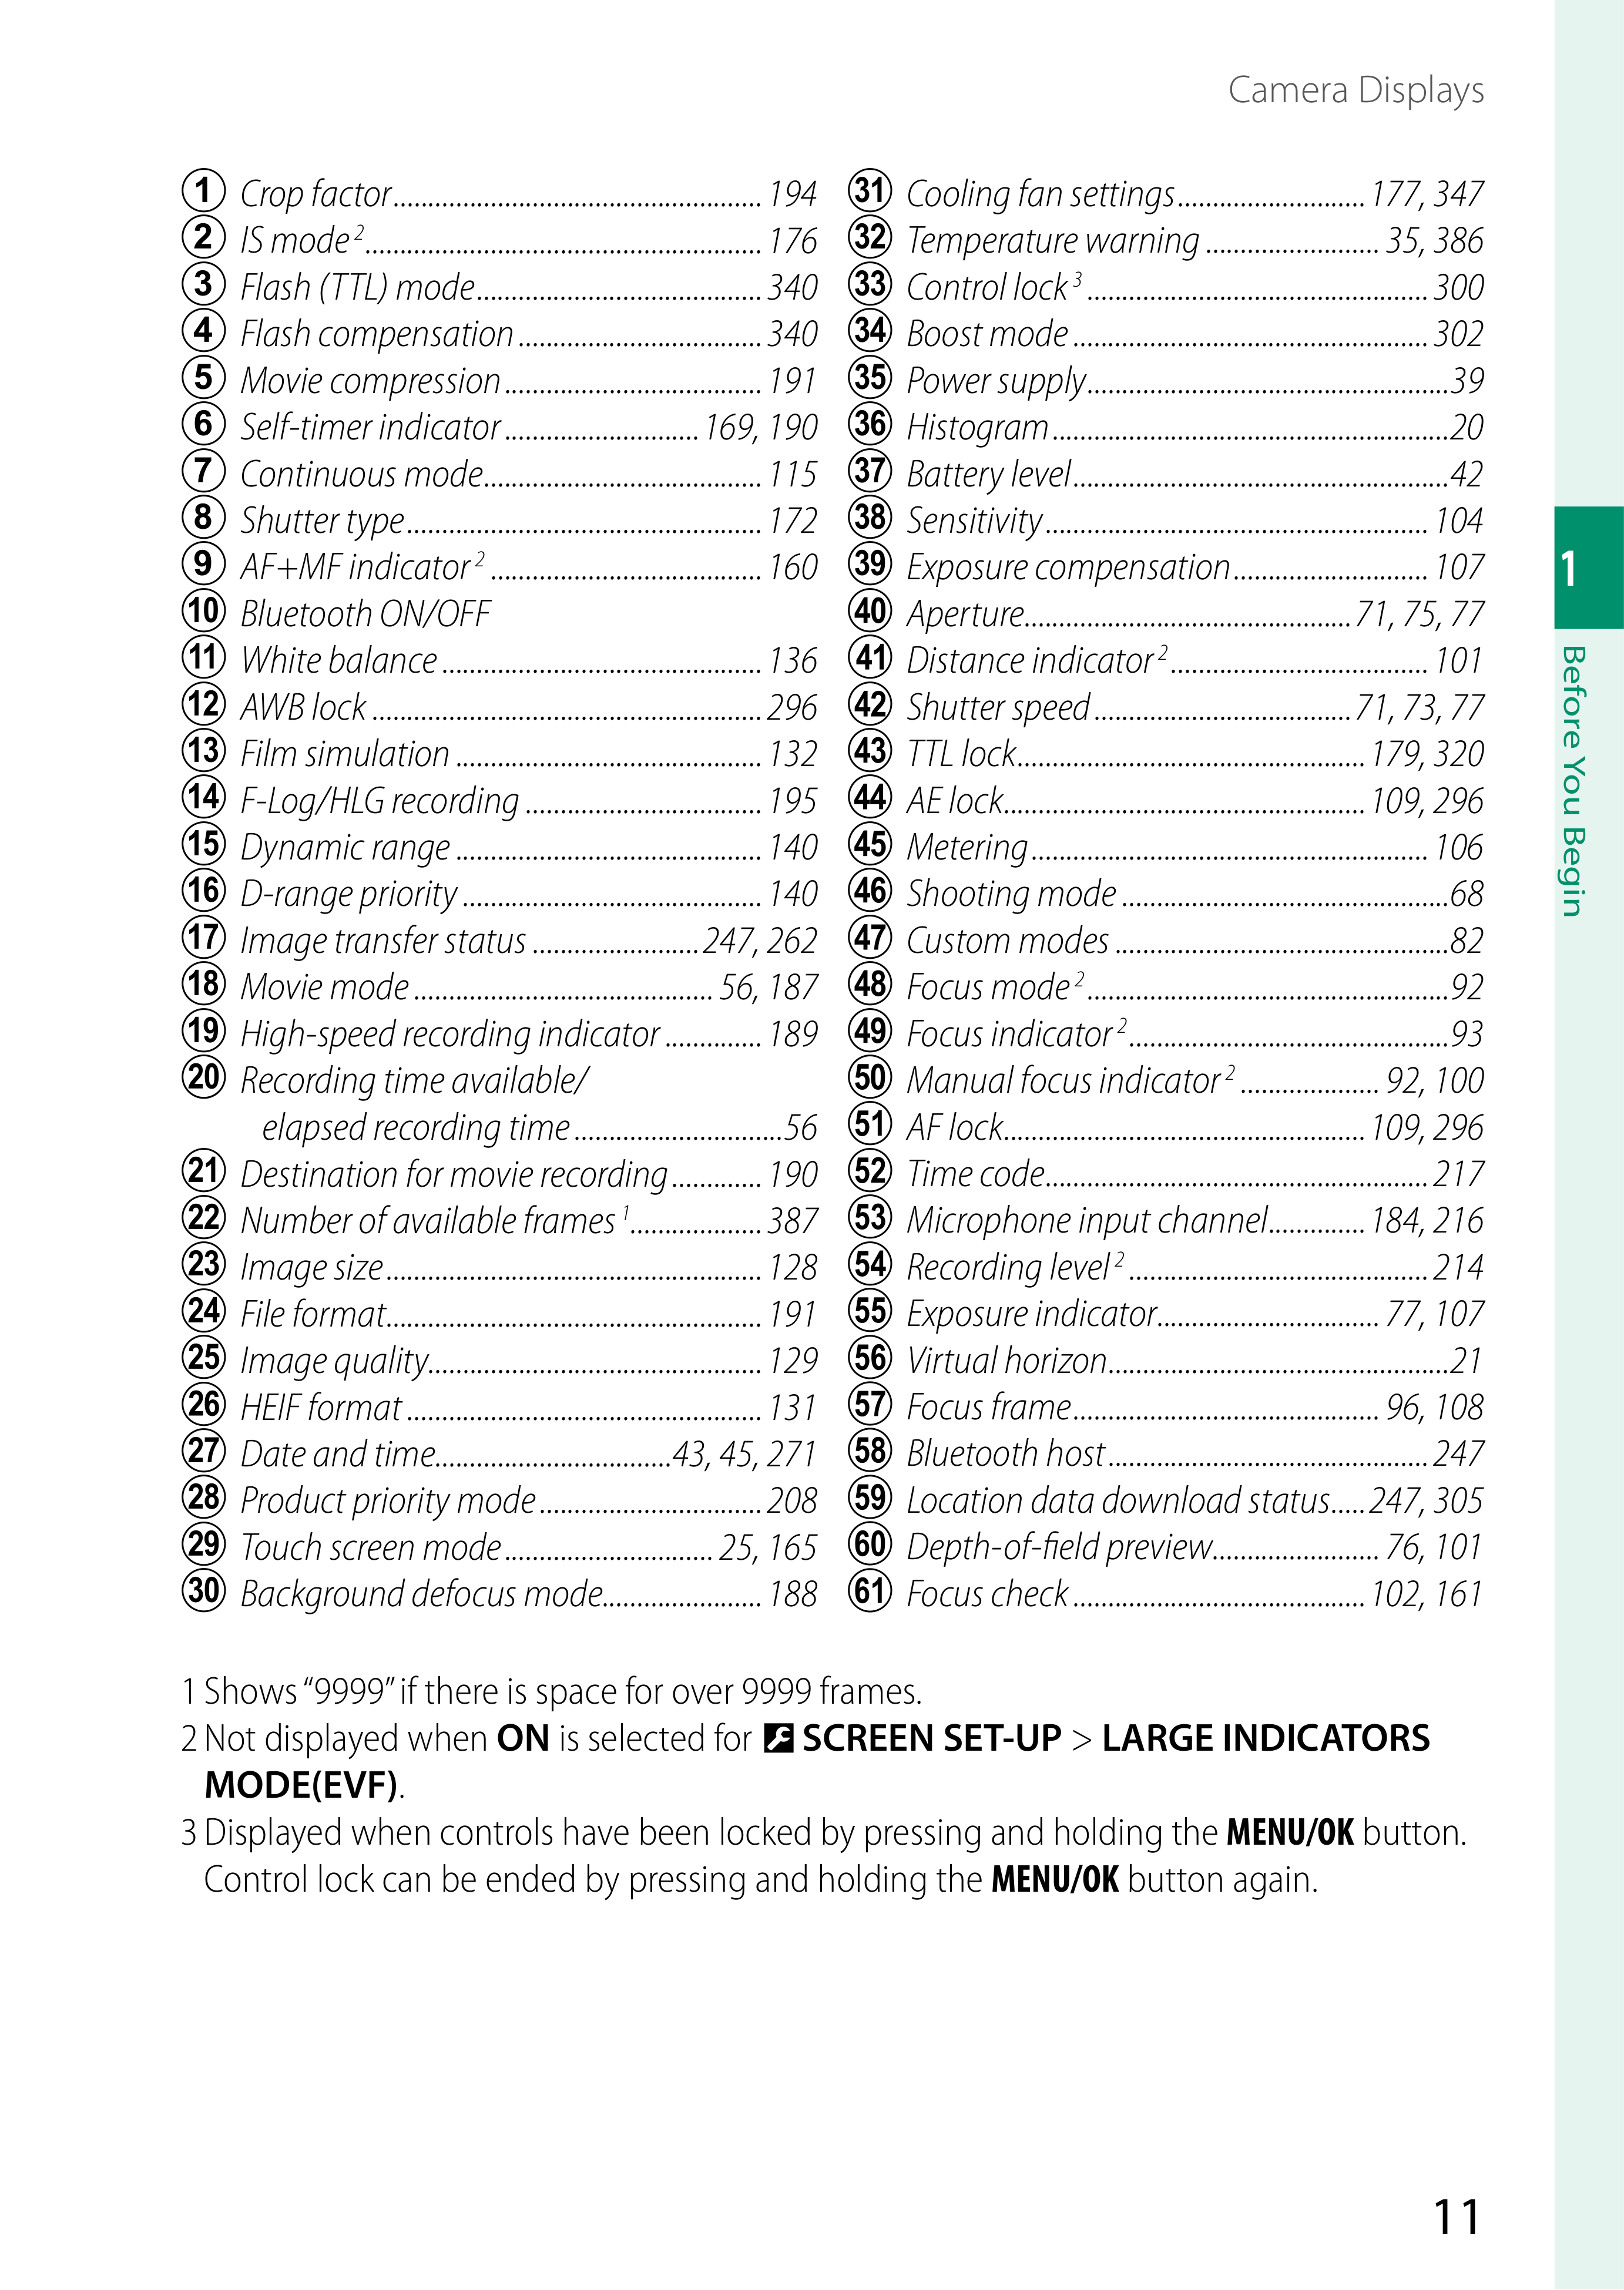 Camera Displays
1 Crop factor..................................................... 194
2 IS mode 2......................................................... 176
3 Flash (TTL) mode......................................... 340
4 Flash compensation ................................... 340
5 Movie compression ..................................... 191
6 Self-timer indicator ............................ 169, 190
7 Continuous mode........................................ 115
8 Shutter type................................................... 172
9 AF+MF indicator 2 ....................................... 160
10 Bluetooth ON/OFF
11 White balance .............................................. 136
12 AWB lock ........................................................ 296
13 Film simulation ............................................ 132
14 F-Log/HLG recording .................................. 195
15 Dynamic range ............................................ 140
16 D-range priority ........................................... 140
17 Image transfer status ........................ 247, 262
18 Movie mode ........................................... 56, 187
19 High-speed recording indicator .............. 189
20 Recording time available/
elapsed recording time ..............................56
21 Destination for movie recording ............. 190
22 Number of available frames 1................... 387
23 Image size ...................................................... 128
24 File format...................................................... 191
25 Image quality................................................ 129
26 HEIF format ................................................... 131
27 Date and time..................................43, 45, 271
28 Product priority mode ................................ 208
29 Touch screen mode .............................. 25, 165
30 Background defocus mode....................... 188
31 Cooling fan settings........................... 177, 347
32 Temperature warning ......................... 35, 386
33 Control lock 3 ................................................. 300
34 Boost mode ................................................... 302
35 Power supply....................................................39
36 Histogram.........................................................20
37 Battery level......................................................42
38 Sensitivity ....................................................... 104
39 Exposure compensation............................ 107
40 Aperture...............................................71, 75, 77
41 Distance indicator 2 ..................................... 101
42 Shutter speed .....................................71, 73, 77
43 TTL lock.................................................. 179, 320
44 AE lock.................................................... 109, 296
45 Metering ......................................................... 106
46 Shooting mode ...............................................68
47 Custom modes ................................................82
48 Focus mode 2....................................................92
49 Focus indicator 2..............................................93
50 Manual focus indicator 2 .................... 92, 100
51 AF lock.................................................... 109, 296
52 Time code....................................................... 217
53 Microphone input channel.............. 184, 216
54 Recording level 2 ........................................... 214
55 Exposure indicator................................ 77, 107
56 Virtual horizon.................................................21
57 Focus frame............................................ 96, 108
58 Bluetooth host .............................................. 247
59 Location data download status.....247, 305
60 Depth-of-field preview........................ 76, 101
61 Focus check .......................................... 102, 161
1 Shows “9999” if there is space for over 9999 frames.
2 Not displayed when ON is selected for SCREEN SET-UP > LARGE INDICATORS
MODE(EVF).
3 Displayed when controls have been locked by pressing and holding the MENU/OK button.
Control lock can be ended by pressing and holding the MENU/OK button again.
1
Before You Begin
11